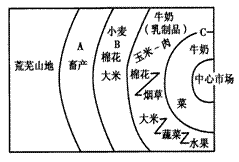 荒芜山地
A
畜产
小麦
B
棉花
大米
牛奶
(乳制品)
玉米-肉
棉花
烟草
大米
蔬菜
水果
C
牛奶
菜
中心市场